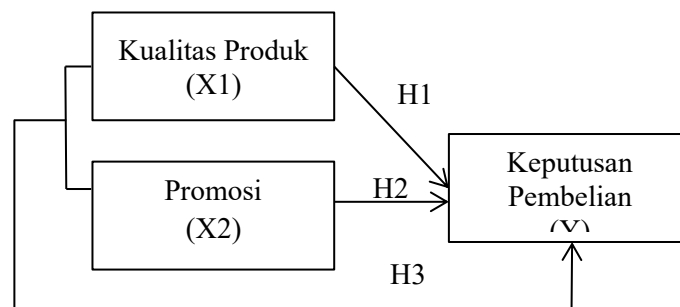 Kualitas Produk
(X1)
H1
Keputusan
Pembelian
(Y)
Promosi
(X2)
H2
H3